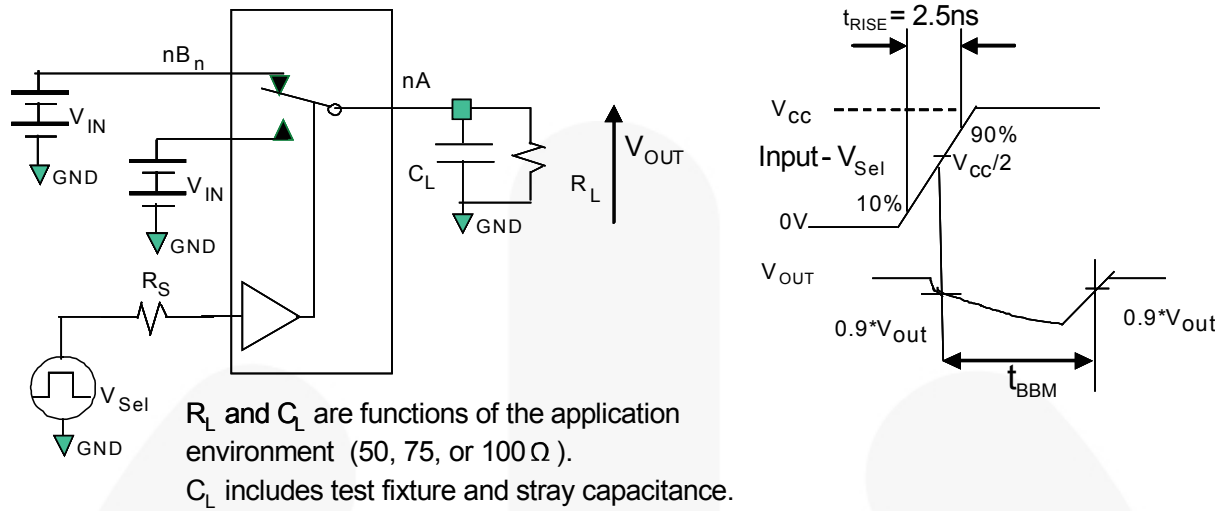 nB_n
nA
V_IN
GND
V_IN
GND
C_L
R_L
GND
V_OUT
R_S
V_Sel
GND
R_L and C_L are functions of the application
environment (50, 75, or 100 Ω ).
C_L includes test fixture and stray capacitance.
t_RISE = 2.5ns
V_cc
90%
Input - V_Sel
V_cc/2
10%
0V
V_OUT
0.9*V_out
0.9*V_out
t_BBM